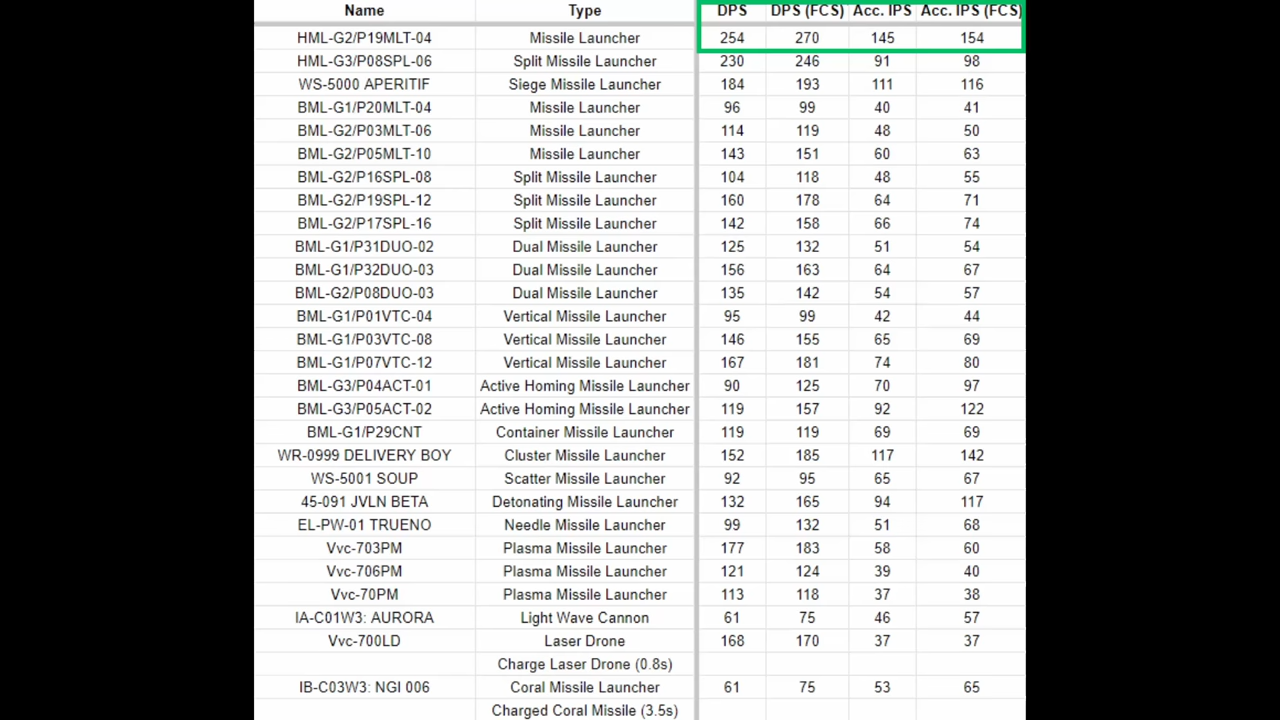 Name Type DPS DPS (FCS) Acc. IPS Acc. IPS (FCS)
HML-G2/P19MLT-04 Missile Launcher 254 270 145 154
HML-G3/P08SPL-06 Split Missile Launcher 230 246 91 98
WS-5000 APERITIF Siege Missile Launcher 184 193 111 116
BML-G1/P20MLT-04 Missile Launcher 96 99 40 41
BML-G2/P03MLT-06 Missile Launcher 114 119 48 50
BML-G2/P05MLT-10 Missile Launcher 143 151 60 63
BML-G2/P16SPL-08 Split Missile Launcher 104 118 48 55
BML-G2/P19SPL-12 Split Missile Launcher 160 178 64 71
BML-G2/P17SPL-16 Split Missile Launcher 142 158 66 74
BML-G1/P31DUO-02 Dual Missile Launcher 125 132 51 54
BML-G1/P32DUO-03 Dual Missile Launcher 156 163 64 67
BML-G2/P08DUO-03 Dual Missile Launcher 135 142 54 57
BML-G1/P01VTC-04 Vertical Missile Launcher 95 99 42 44
BML-G1/P03VTC-08 Vertical Missile Launcher 146 155 65 69
BML-G1/P07VTC-12 Vertical Missile Launcher 167 181 74 80
BML-G3/P04ACT-01 Active Homing Missile Launcher 90 125 70 97
BML-G3/P05ACT-02 Active Homing Missile Launcher 119 157 92 122
BML-G1/P29CNT Container Missile Launcher 119 119 69 69
WR-0999 DELIVERY BOY Cluster Missile Launcher 152 185 117 142
WS-5001 SOUP Scatter Missile Launcher 92 95 65 67
45-091 JVLN BETA Detonating Missile Launcher 132 165 94 117
EL-PW-01 TRUENO Needle Missile Launcher 99 132 51 68
Vvc-703PM Plasma Missile Launcher 177 183 58 60
Vvc-706PM Plasma Missile Launcher 121 124 39 40
Vvc-70PM Plasma Missile Launcher 113 118 37 38
IA-C01W3: AURORA Light Wave Cannon 61 75 46 57
Vvc-700LD Laser Drone 168 170 37 37
Charge Laser Drone (0.8s)
IB-C03W3: NGI 006 Coral Missile Launcher 61 75 53 65
Charged Coral Missile (3.5s)